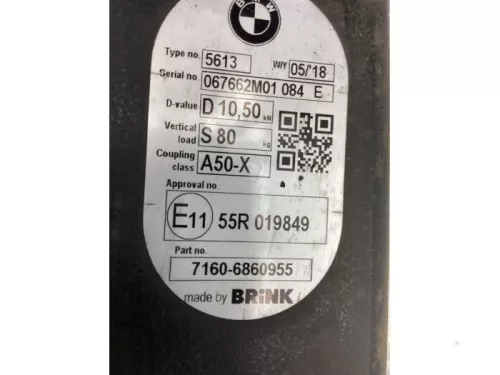 BMW
Type no. 5613 W/Y 05/'18
Serial no. 067662M01 084 E
D-value D 10,50 kN
Vertical load S 80 kg
Coupling class A50-X
Approval no.
E11 55R 019849
Part no.
7160-6860955
made by BRINK